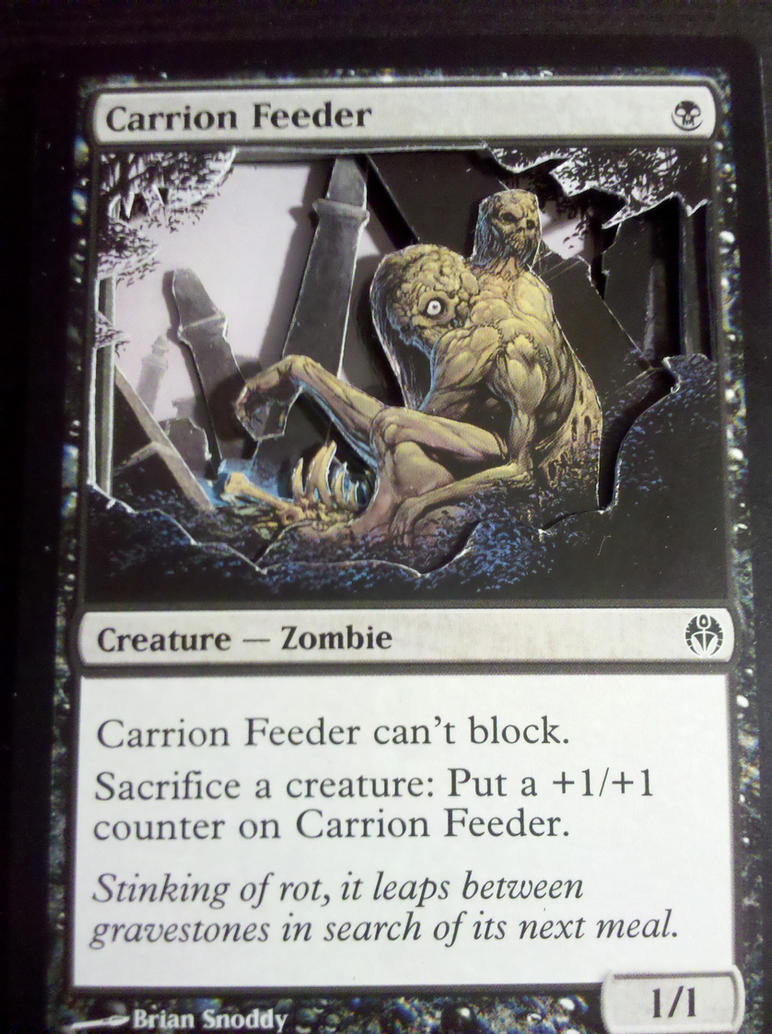 Carrion Feeder
Creature — Zombie
Carrion Feeder can't block.
Sacrifice a creature: Put a +1/+1
counter on Carrion Feeder.
Stinking of rot, it leaps between
gravestones in search of its next meal.
1/1
Brian Snoddy